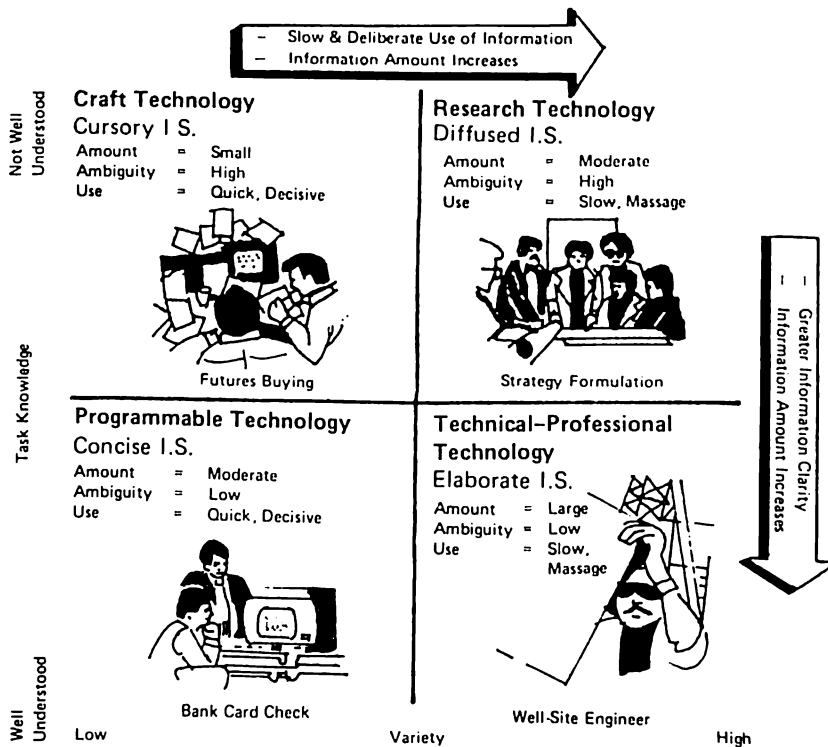 – Slow & Deliberate Use of Information
– Information Amount Increases
Not Well
Understood
Craft Technology
Cursory I S.
Amount = Small
Ambiguity = High
Use = Quick, Decisive
Futures Buying
Research Technology
Diffused I.S.
Amount = Moderate
Ambiguity = High
Use = Slow, Massage
Strategy Formulation
– Greater Information Clarity
– Information Amount Increases
Task Knowledge
Programmable Technology
Concise I.S.
Amount = Moderate
Ambiguity = Low
Use = Quick, Decisive
Bank Card Check
Technical–Professional
Technology
Elaborate I.S.
Amount = Large
Ambiguity = Low
Use = Slow,
Massage
Well-Site Engineer
Well
Understood
Low Variety High